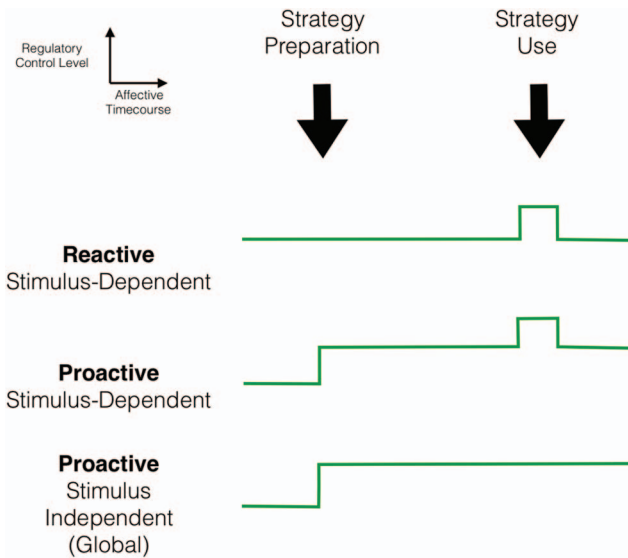 Strategy
Preparation
Strategy
Use
Regulatory
Control Level
Affective
Timecourse
Reactive
Stimulus-Dependent
Proactive
Stimulus-Dependent
Proactive
Stimulus
Independent
(Global)